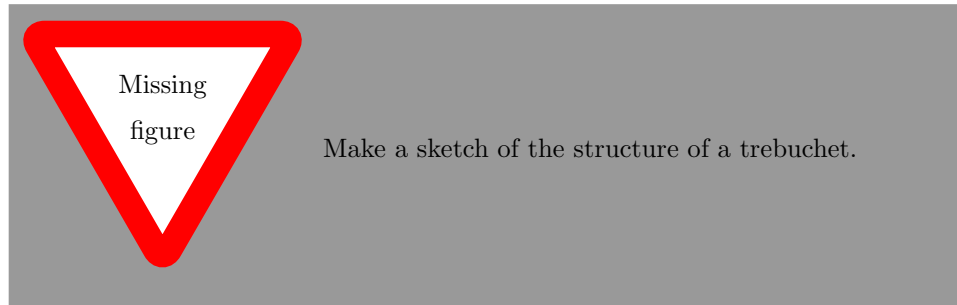 Missing
figure
Make a sketch of the structure of a trebuchet.